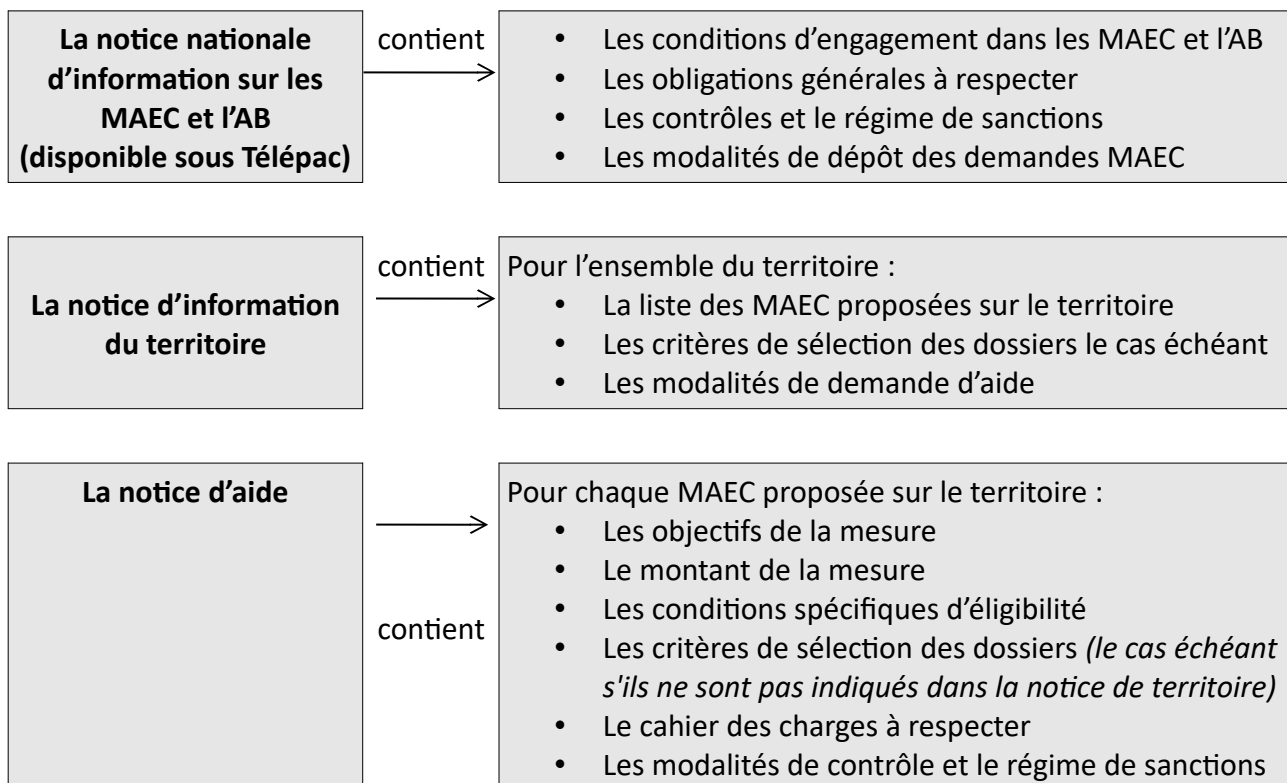 La notice nationale
d’information sur les
MAEC et l’AB
(disponible sous Télépac)
contient
• Les conditions d’engagement dans les MAEC et l’AB
• Les obligations générales à respecter
• Les contrôles et le régime de sanctions
• Les modalités de dépôt des demandes MAEC
La notice d’information
du territoire
contient
Pour l’ensemble du territoire :
• La liste des MAEC proposées sur le territoire
• Les critères de sélection des dossiers le cas échéant
• Les modalités de demande d’aide
La notice d’aide
contient
Pour chaque MAEC proposée sur le territoire :
• Les objectifs de la mesure
• Le montant de la mesure
• Les conditions spécifiques d’éligibilité
• Les critères de sélection des dossiers (le cas échéant
s'ils ne sont pas indiqués dans la notice de territoire)
• Le cahier des charges à respecter
• Les modalités de contrôle et le régime de sanctions